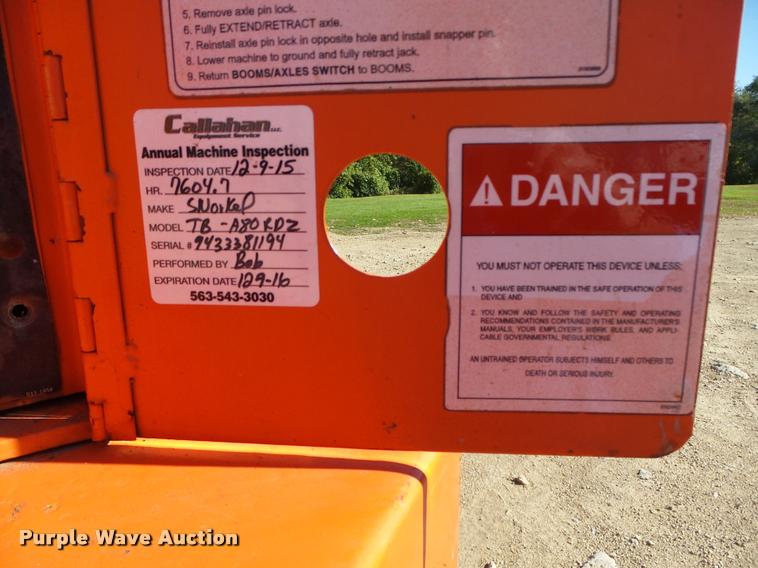 5. Remove axle pin lock.
6. Fully EXTEND/RETRACT axle.
7. Reinstall axle pin lock in opposite hole and install snapper pin.
8. Lower machine to ground and fully retract jack.
9. Return BOOMS/AXLES SWITCH to BOOMS.
Callahan LLC
Equipment Service
Annual Machine Inspection
INSPECTION DATE 12-9-15
HR. 7604.7
MAKE SNorkel
MODEL TB-A80RDZ
SERIAL # 9433381194
PERFORMED BY Bob
EXPIRATION DATE 129-16
563-543-3030
DANGER
YOU MUST NOT OPERATE THIS DEVICE UNLESS:
1. YOU HAVE BEEN TRAINED IN THE SAFE OPERATION OF THIS
DEVICE AND
2. YOU KNOW AND FOLLOW THE SAFETY AND OPERATING
RECOMMENDATIONS CONTAINED IN THE MANUFACTURER'S
MANUALS, YOUR EMPLOYER'S WORK RULES, AND APPLI-
CABLE GOVERNMENTAL REGULATIONS
AN UNTRAINED OPERATOR SUBJECTS HIMSELF AND OTHERS TO
DEATH OR SERIOUS INJURY.
Purple Wave Auction